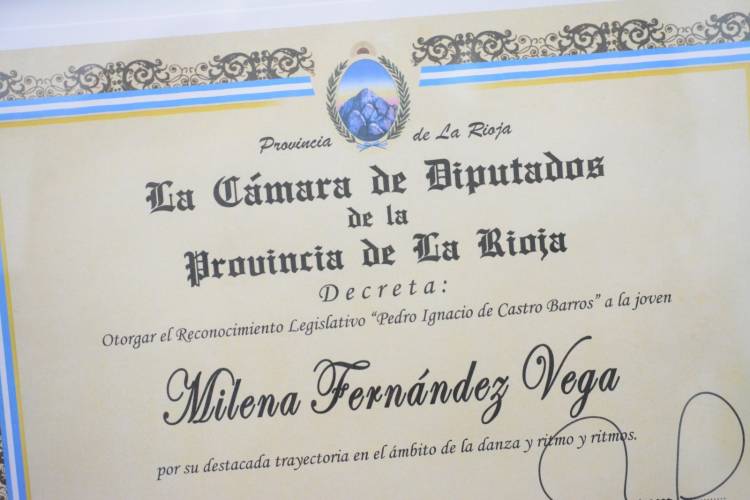 Provincia de La Rioja
La Cámara de Diputados
de la
Provincia de La Rioja
Decreta:
Otorgar el Reconocimiento Legislativo “Pedro Ignacio de Castro Barros” a la joven
Milena Fernández Vega
por su destacada trayectoria en el ámbito de la danza y ritmo y ritmos.